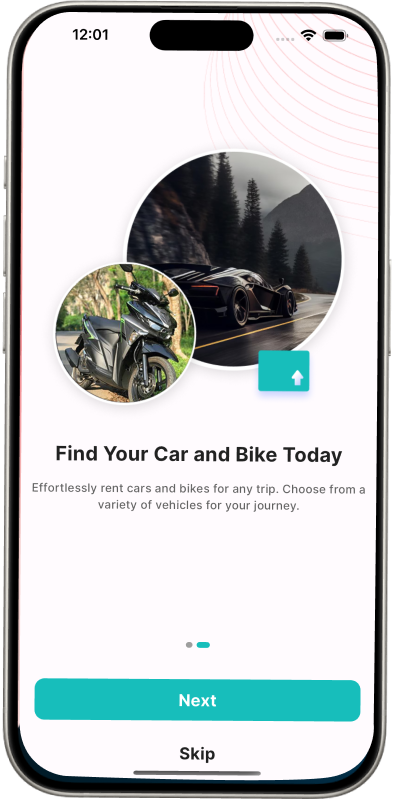 12:01
Find Your Car and Bike Today
Effortlessly rent cars and bikes for any trip. Choose from a
variety of vehicles for your journey.
Next
Skip